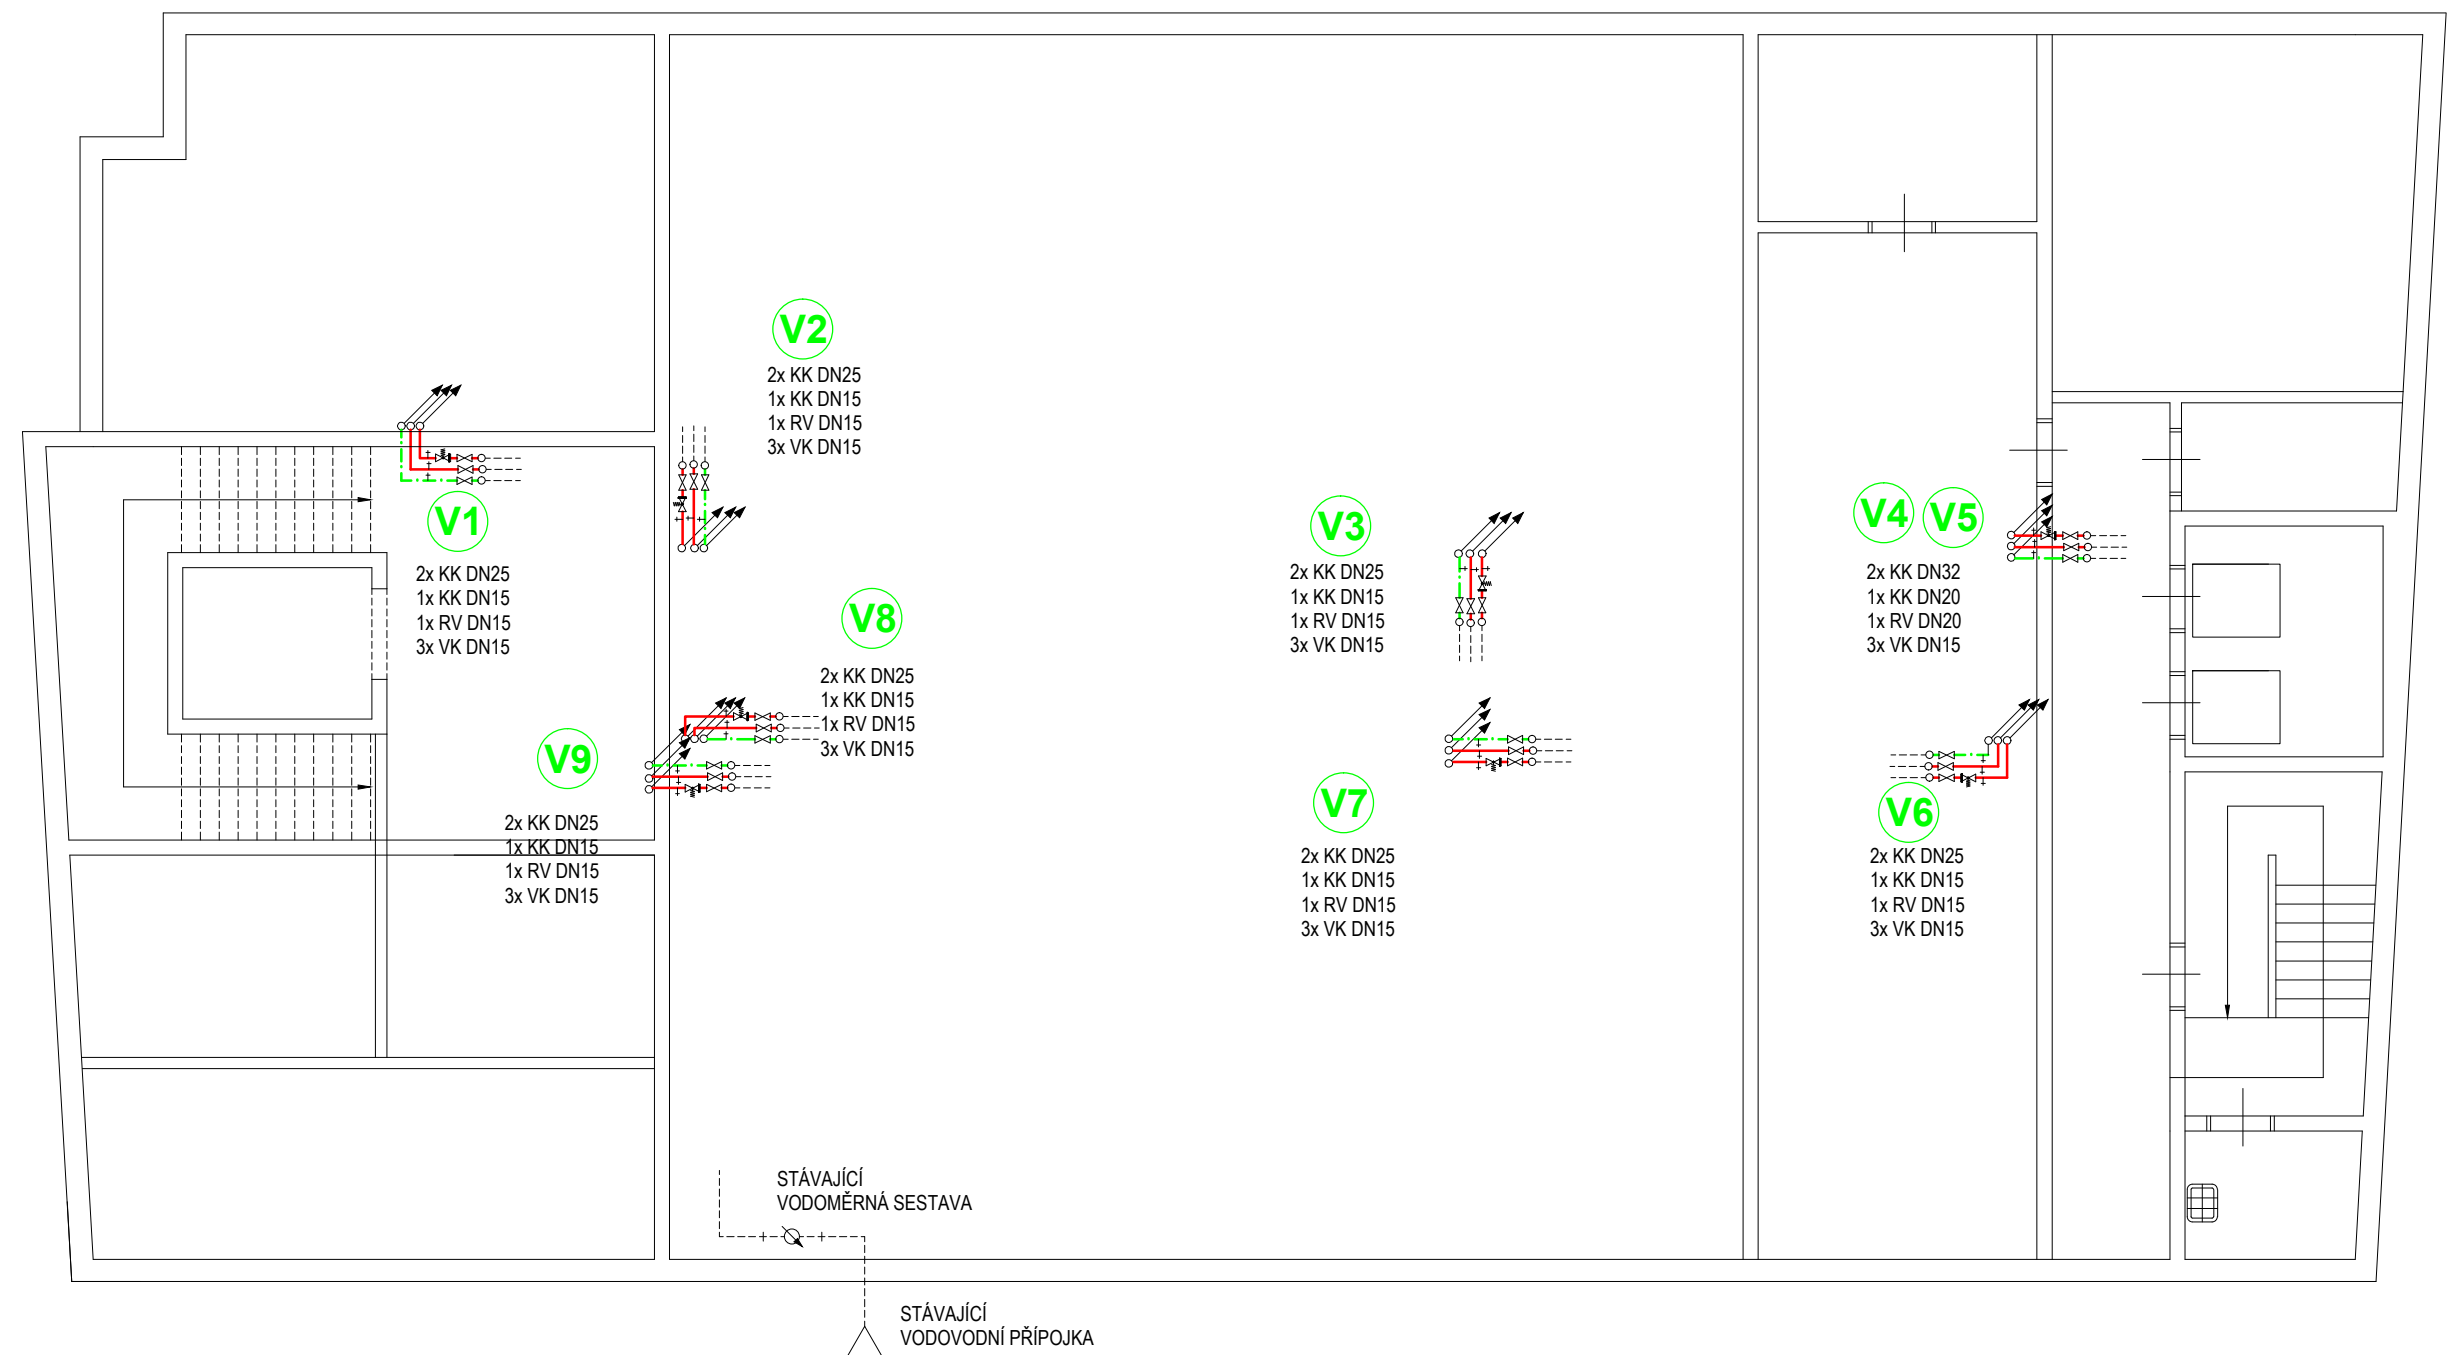 V2
2x KK DN25
1x KK DN15
1x RV DN15
3x VK DN15
V1
2x KK DN25
1x KK DN15
1x RV DN15
3x VK DN15
V3
2x KK DN25
1x KK DN15
1x RV DN15
3x VK DN15
V4 V5
2x KK DN32
1x KK DN20
1x RV DN20
3x VK DN15
V8
2x KK DN25
1x KK DN15
1x RV DN15
3x VK DN15
V9
2x KK DN25
1x KK DN15
1x RV DN15
3x VK DN15
V7
2x KK DN25
1x KK DN15
1x RV DN15
3x VK DN15
V6
2x KK DN25
1x KK DN15
1x RV DN15
3x VK DN15
STÁVAJÍCÍ
VODOMĚRNÁ SESTAVA
STÁVAJÍCÍ
VODOVODNÍ PŘÍPOJKA